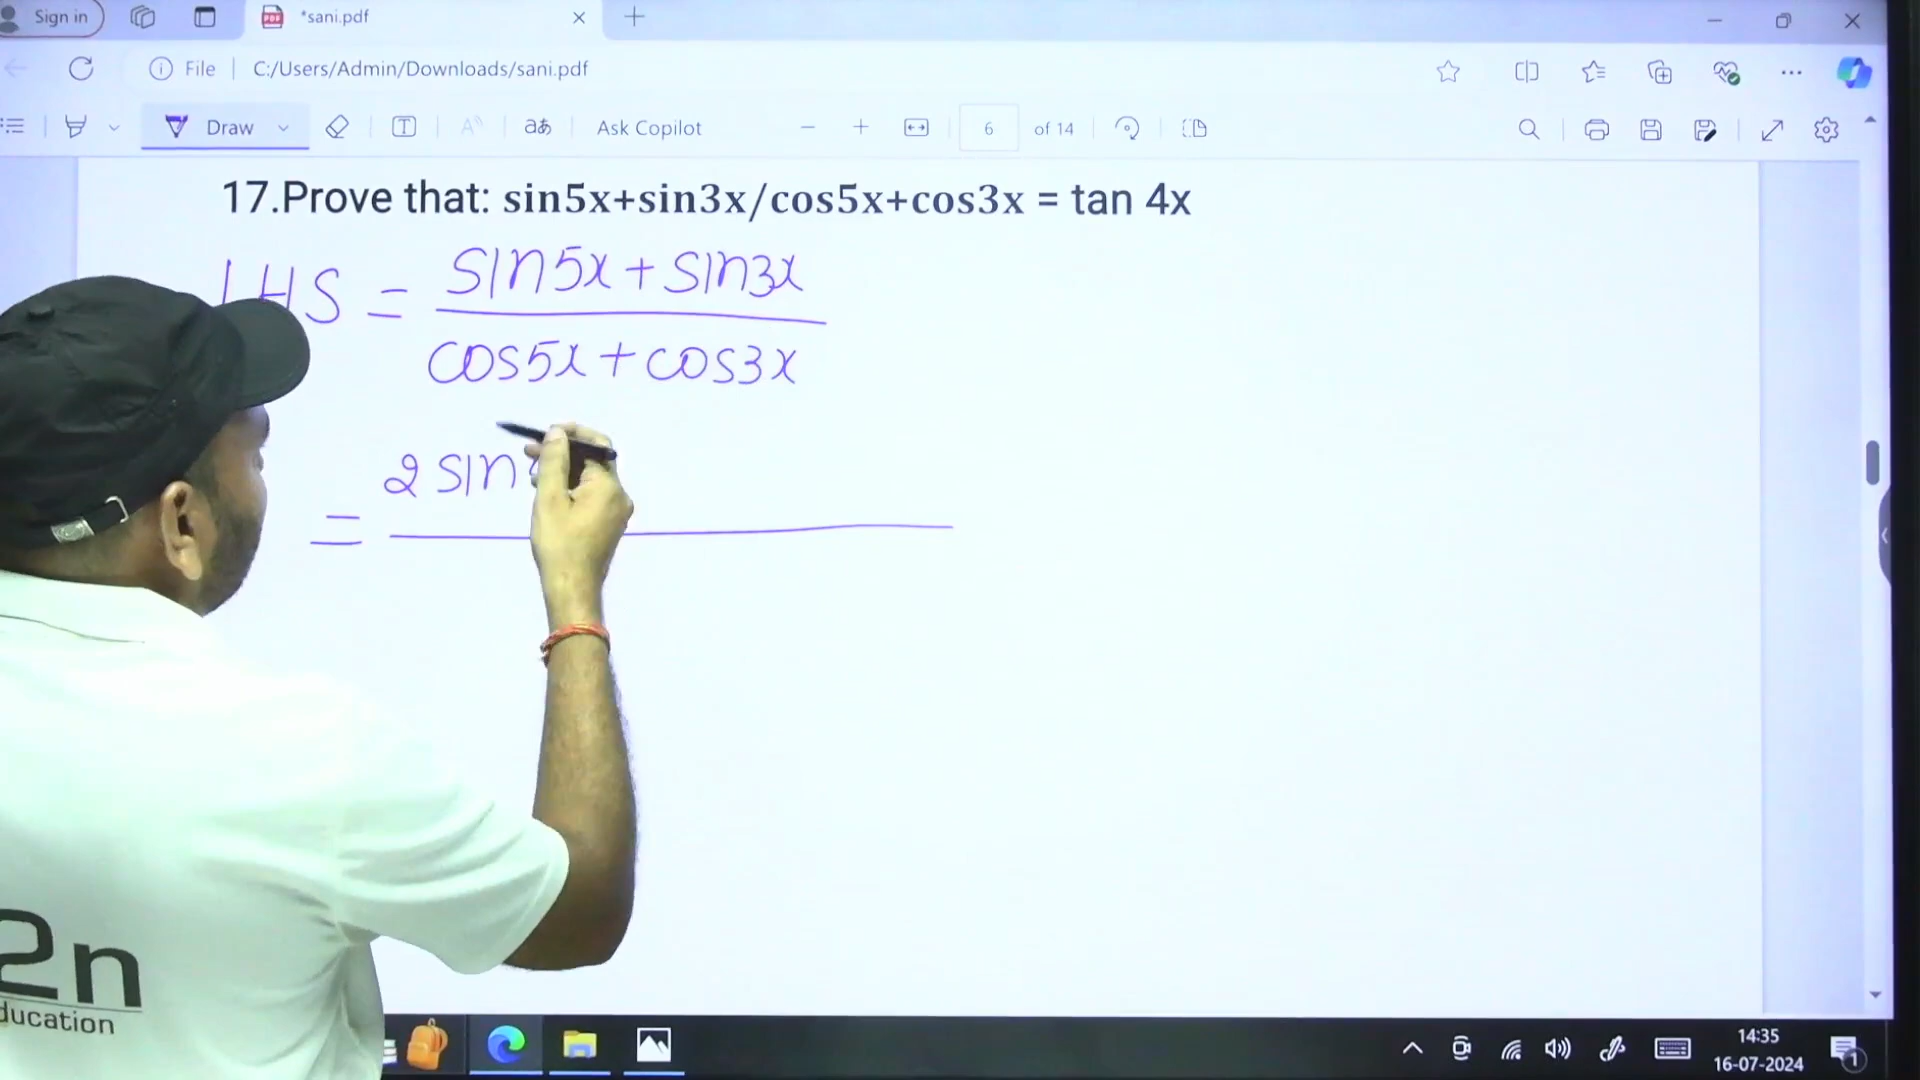 Sign in
*sani.pdf
File
C:/Users/Admin/Downloads/sani.pdf
Draw
Ask Copilot
6 of 14
17.Prove that: sin5x+sin3x/cos5x+cos3x = tan 4x
LHS = sin5x + sin3x
cos5x + cos3x
= 2 sin
2n
ducation
14:35
16-07-2024
1